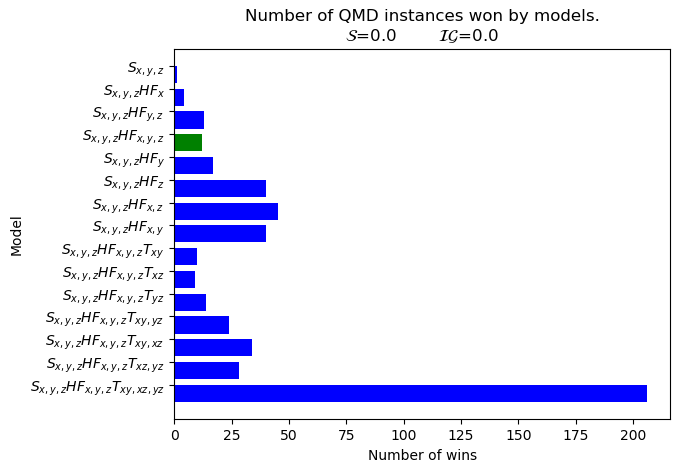 Number of QMD instances won by models.
𝒮=0.0 ℐ𝒢=0.0
S_{x,y,z}
S_{x,y,z}HF_x
S_{x,y,z}HF_{y,z}
S_{x,y,z}HF_{x,y,z}
S_{x,y,z}HF_y
S_{x,y,z}HF_z
S_{x,y,z}HF_{x,z}
S_{x,y,z}HF_{x,y}
S_{x,y,z}HF_{x,y,z}T_{xy}
S_{x,y,z}HF_{x,y,z}T_{xz}
S_{x,y,z}HF_{x,y,z}T_{yz}
S_{x,y,z}HF_{x,y,z}T_{xy,yz}
S_{x,y,z}HF_{x,y,z}T_{xy,xz}
S_{x,y,z}HF_{x,y,z}T_{xz,yz}
S_{x,y,z}HF_{x,y,z}T_{xy,xz,yz}
Model
0 25 50 75 100 125 150 175 200
Number of wins